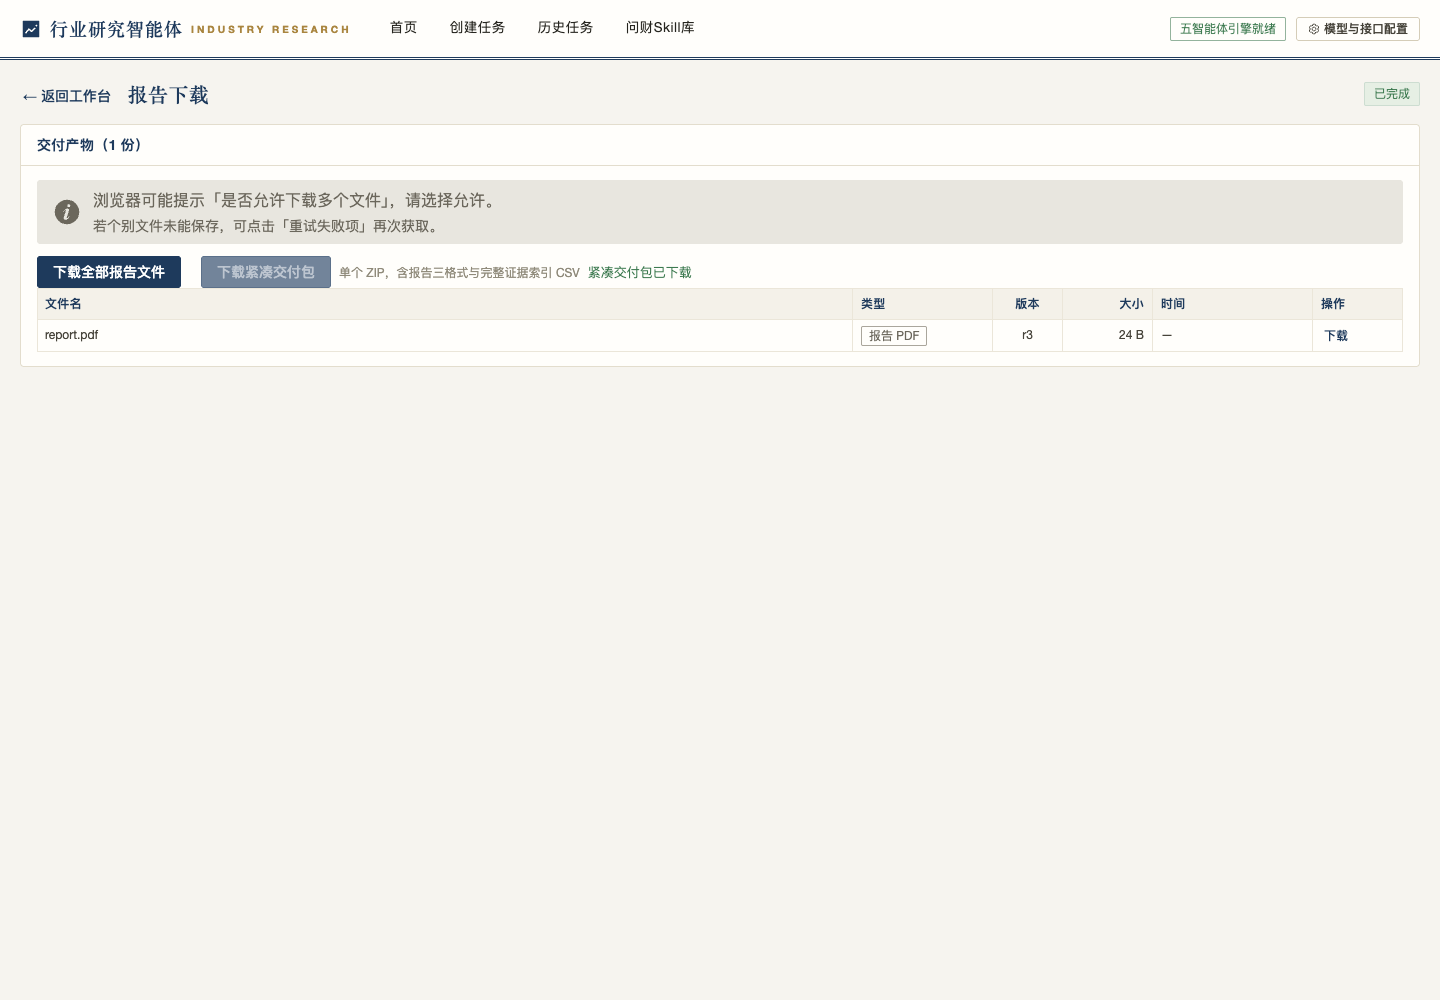 行业研究智能体 INDUSTRY RESEARCH 首页 创建任务 历史任务 问财Skill库 五智能体引擎就绪 模型与接口配置
← 返回工作台 报告下载 已完成
交付产物（1 份）
浏览器可能提示「是否允许下载多个文件」，请选择允许。
若个别文件未能保存，可点击「重试失败项」再次获取。
下载全部报告文件 下载紧凑交付包 单个 ZIP，含报告三格式与完整证据索引 CSV 紧凑交付包已下载
文件名 类型 版本 大小 时间 操作
report.pdf 报告 PDF r3 24 B — 下载